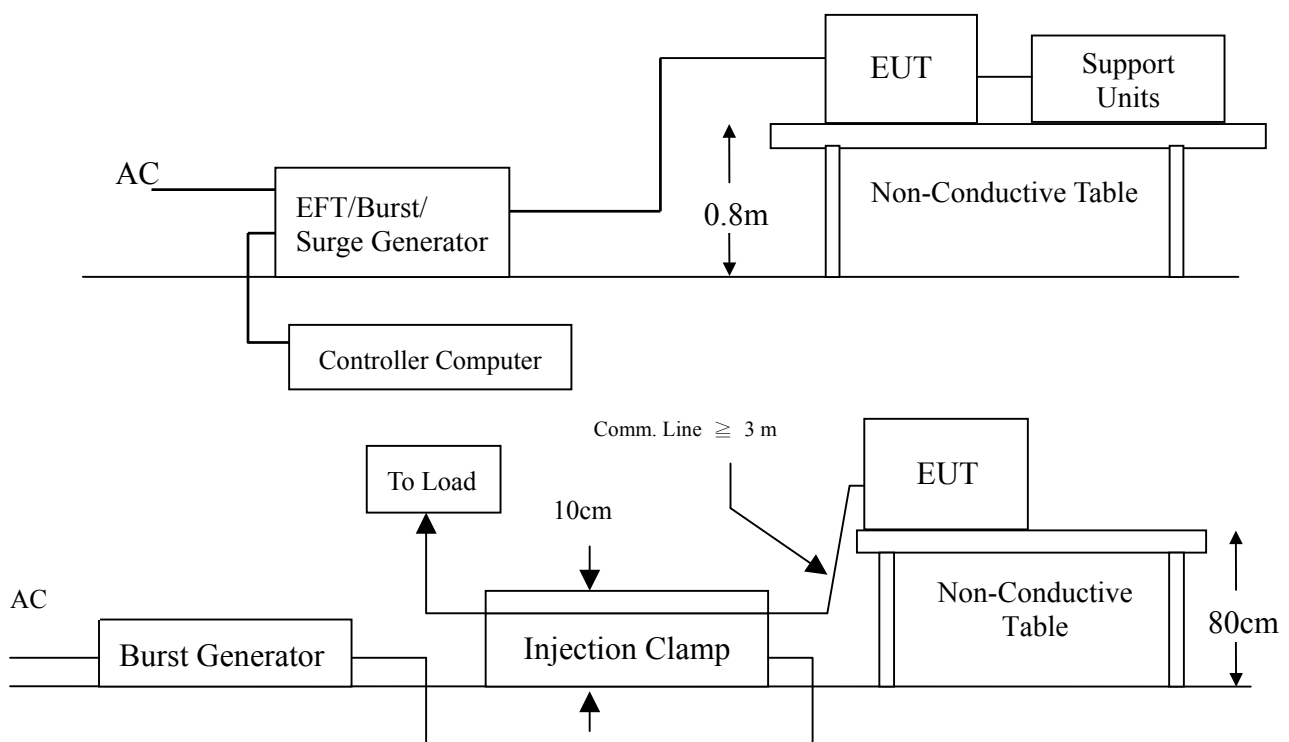 EUT
Support
Units
AC
EFT/Burst/
Surge Generator
0.8m
Non-Conductive Table
Controller Computer
Comm. Line ≧ 3 m
To Load
10cm
EUT
AC
Burst Generator
Injection Clamp
Non-Conductive
Table
80cm